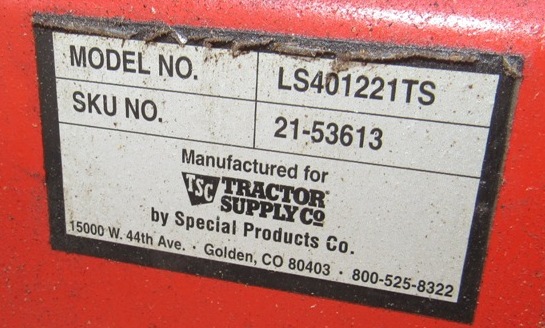 MODEL NO. LS401221TS
SKU NO. 21-53613
Manufactured for
TSC TRACTOR
SUPPLY CO
by Special Products Co.
15000 W. 44th Ave. · Golden, CO 80403 · 800-525-8322